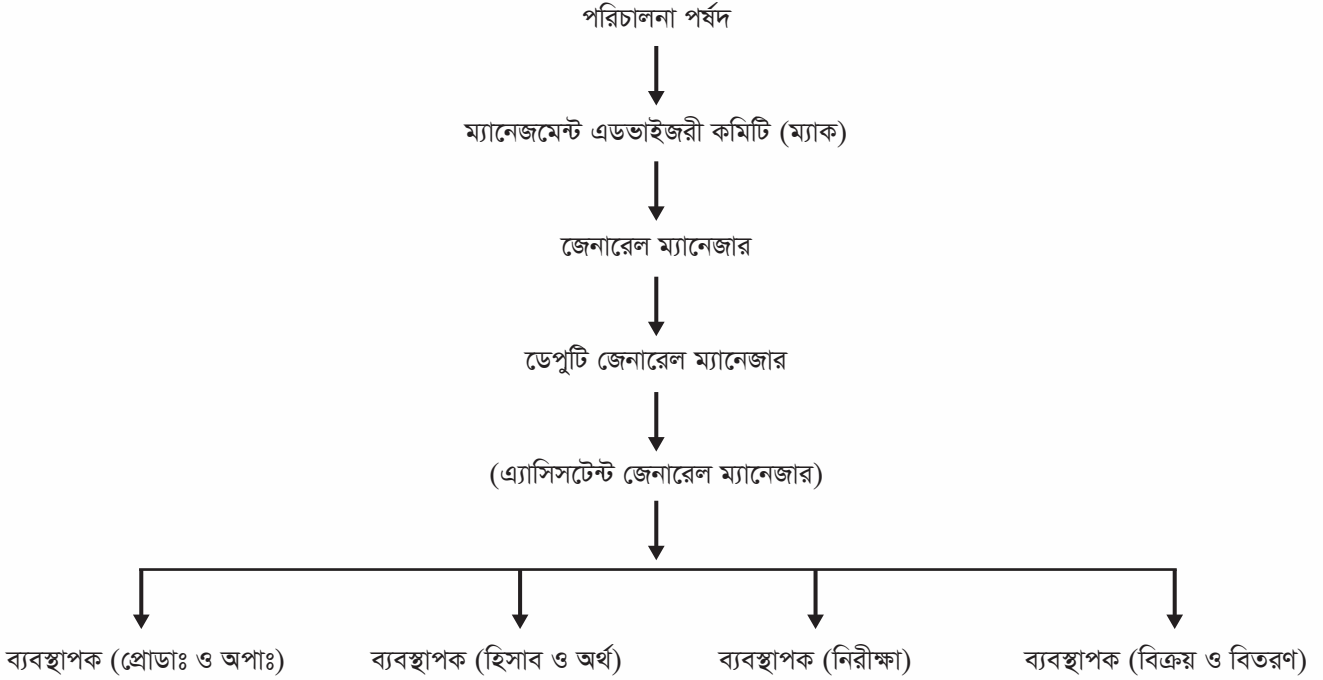 পরিচালনা পর্ষদ
ম্যানেজমেন্ট এডভাইজরী কমিটি (ম্যাক)
জেনারেল ম্যানেজার
ডেপুটি জেনারেল ম্যানেজার
(এ্যাসিসটেন্ট জেনারেল ম্যানেজার)
ব্যবস্থাপক (প্রোডাঃ ও অপাঃ) ব্যবস্থাপক (হিসাব ও অর্থ) ব্যবস্থাপক (নিরীক্ষা) ব্যবস্থাপক (বিক্রয় ও বিতরণ)